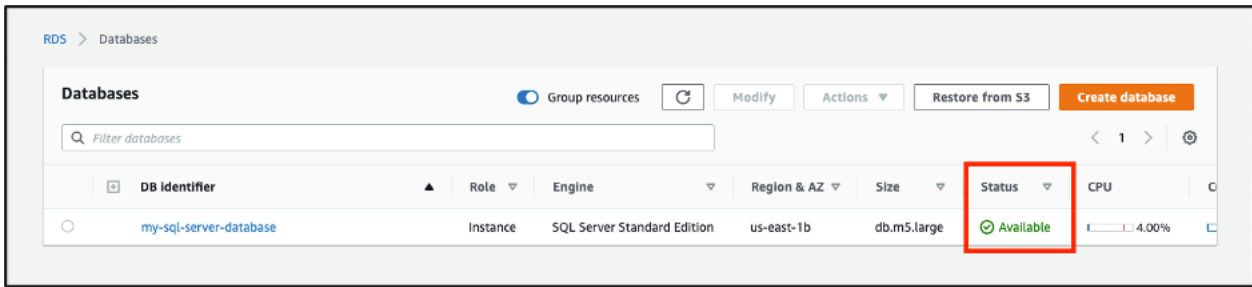 RDS > Databases
Databases Group resources Modify Actions Restore from S3 Create database
Filter databases < 1 >
DB identifier Role Engine Region & AZ Size Status CPU C
my-sql-server-database Instance SQL Server Standard Edition us-east-1b db.m5.large Available 4.00%